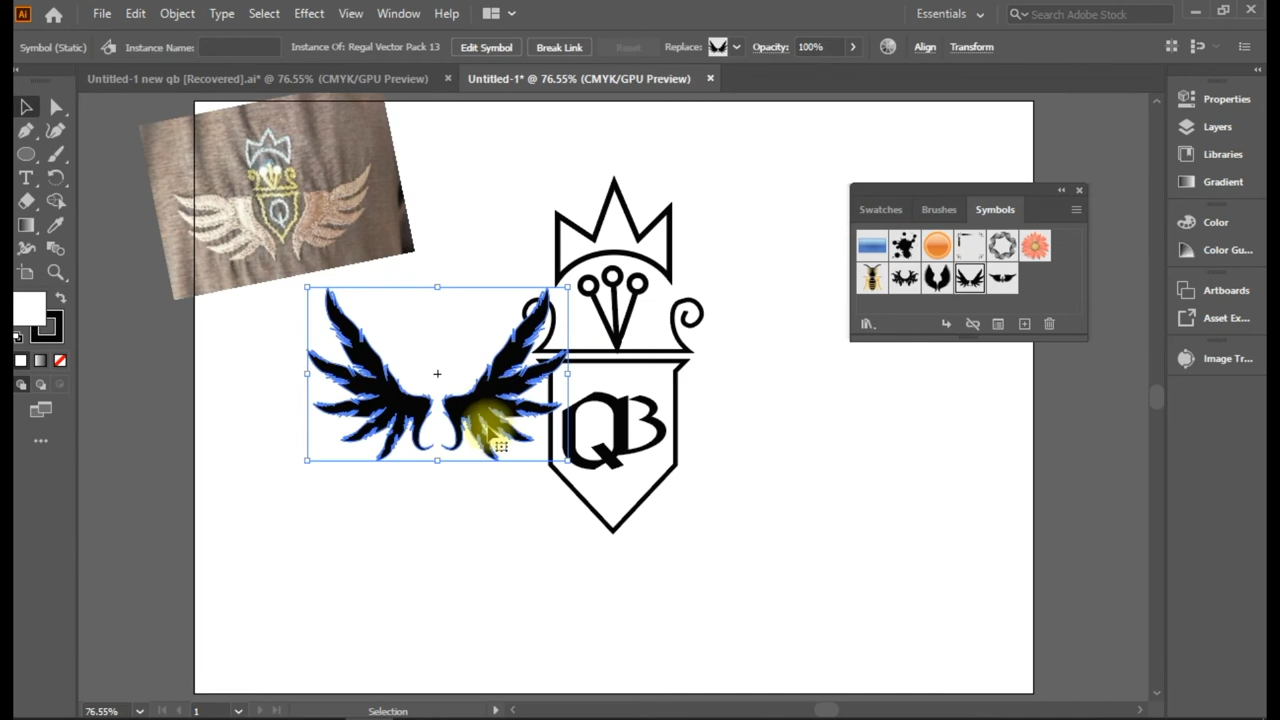 Ai File Edit Object Type Select Effect View Window Help Essentials Search Adobe Stock
Symbol (Static) Instance Name: Instance Of: Regal Vector Pack 13 Edit Symbol Break Link Reset Replace: Opacity: 100% Align Transform
Untitled-1 new qb [Recovered].ai* @ 76.55% (CMYK/GPU Preview) × Untitled-1* @ 76.55% (CMYK/GPU Preview) ×
Properties
Layers
Libraries
Gradient
Color
Color Gu...
Artboards
Asset Ex...
Image Tr...
Swatches Brushes Symbols
Q
QB
76.55% 1 Selection